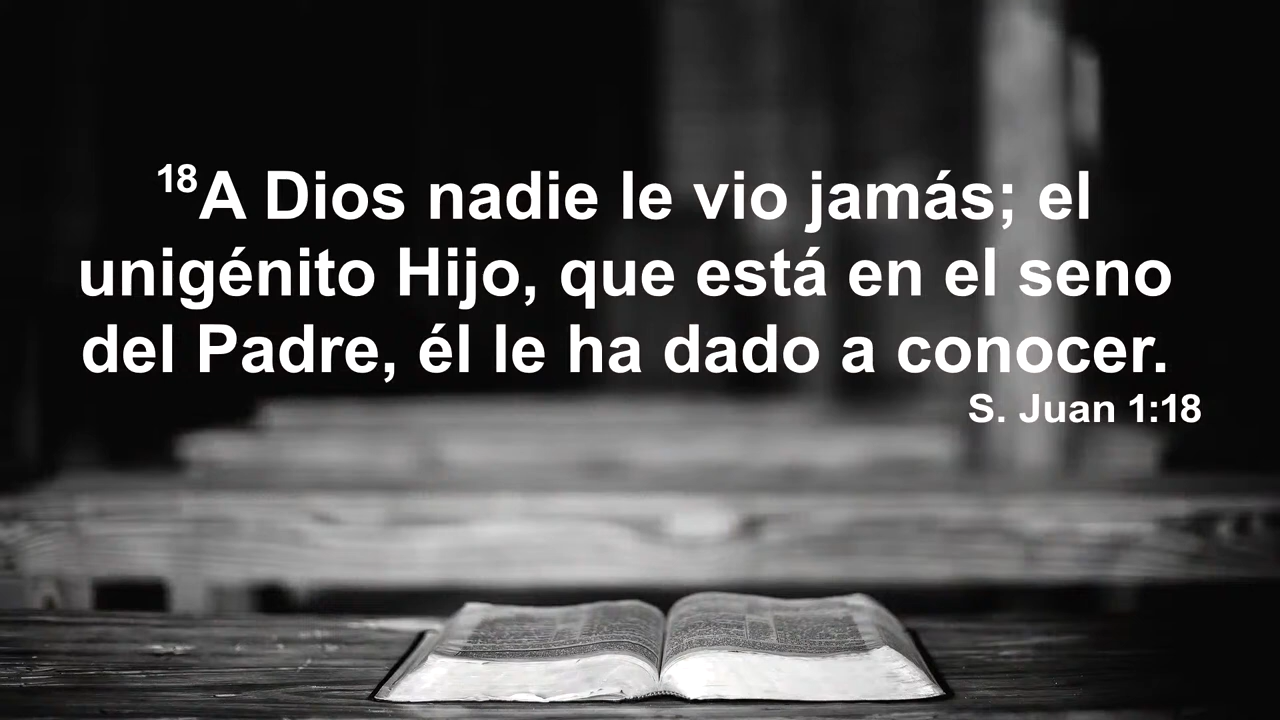 ¹⁸A Dios nadie le vio jamás; el
unigénito Hijo, que está en el seno
del Padre, él le ha dado a conocer.
S. Juan 1:18